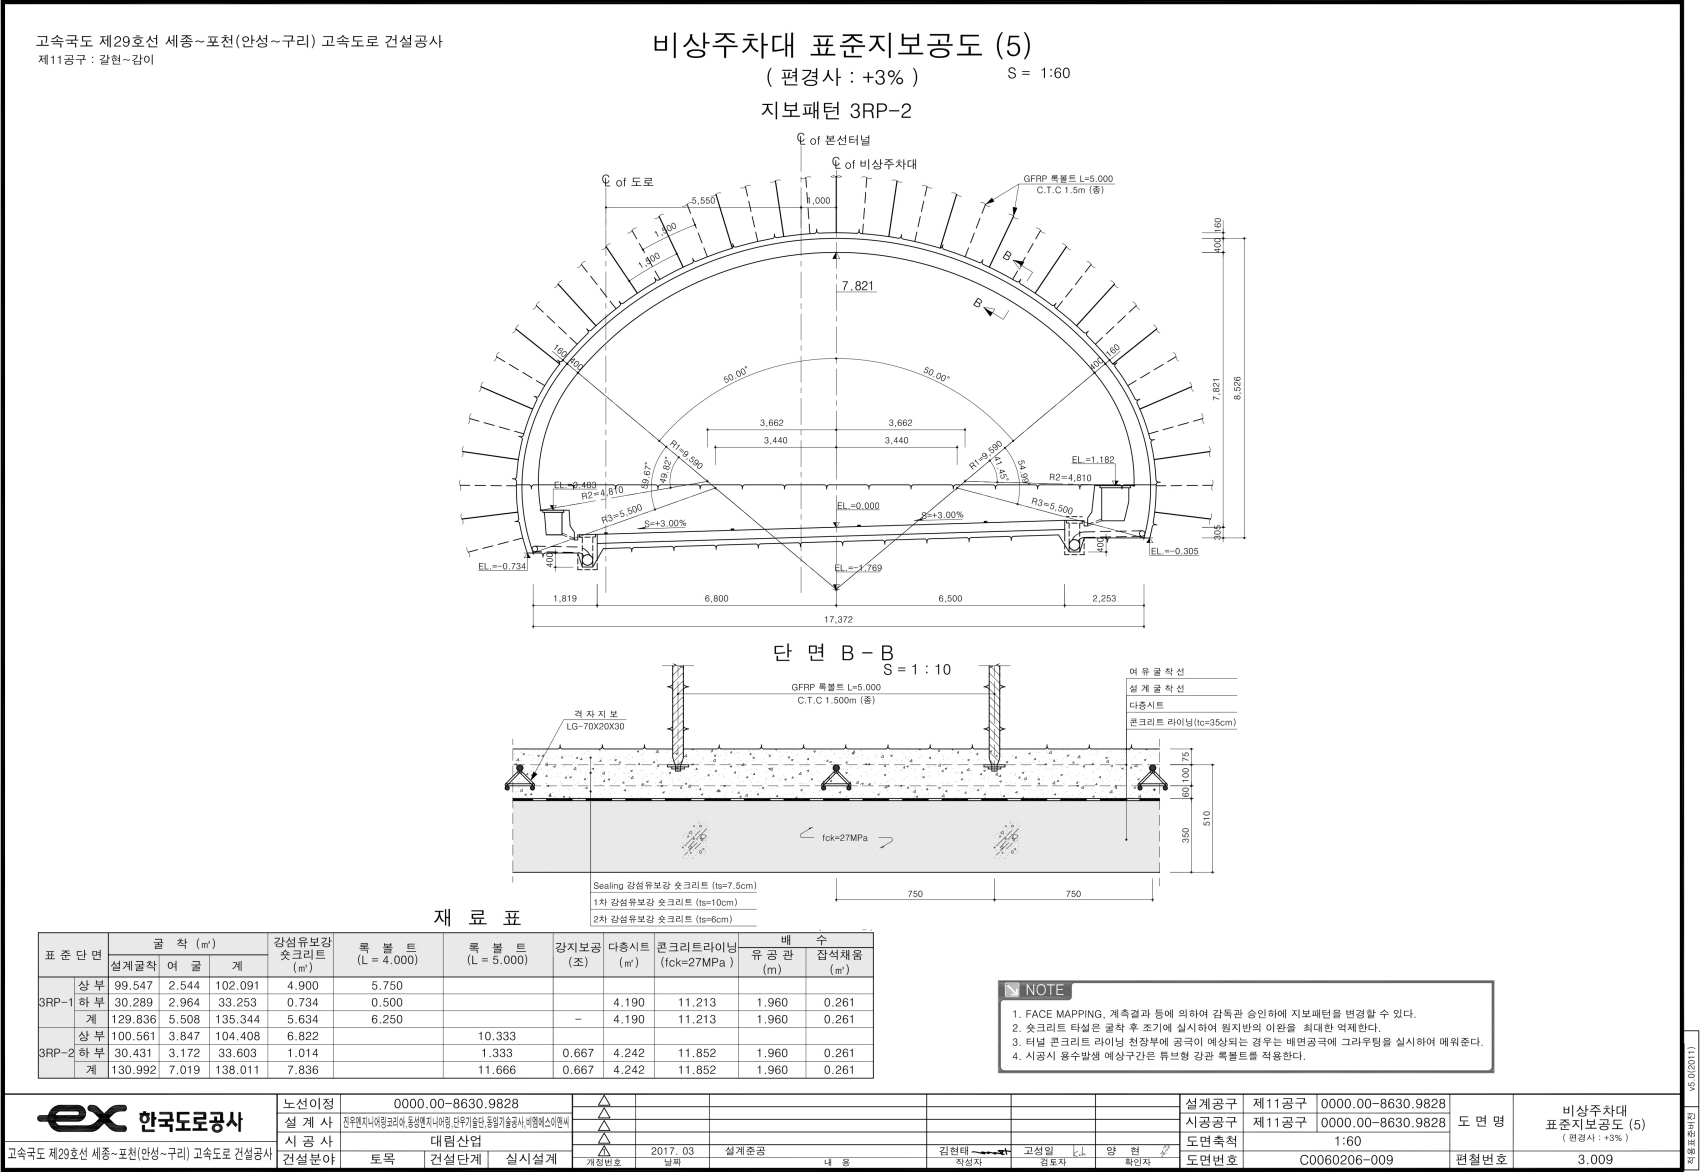 고속국도 제29호선 세종~포천(안성~구리) 고속도로 건설공사
제11공구 : 갈현~감이
비상주차대 표준지보공도 (5)
( 편경사 : +3% )
S = 1:60
지보패턴 3RP-2
℄ of 본선터널
℄ of 비상주차대
℄ of 도로
GFRP 록볼트 L=5.000
C.T.C 1.5m (종)
5,550
1,000
1,500
1,500
160
400
B
B
7.821
160
400
400
160
50.00°
50.00°
7,821
8,526
3,662
3,662
3,440
3,440
R1=9,590
R1=9,590
59.67°
49.82°
41.45°
54.99°
EL.=1.182
EL.=0.483
R2=4,810
R2=4,810
R3=5,500
R3=5,500
EL.=0.000
S=+3.00%
S=+3.00%
305
400
400
EL.=-0.734
EL.=-0.305
EL.=-1.769
1,819
6,800
6,500
2,253
17,372
단 면 B - B
S = 1 : 10
GFRP 록볼트 L=5.000
C.T.C 1.500m (종)
격 자 지 보
LG-70X20X30
여 유 굴 착 선
설 계 굴 착 선
다층시트
콘크리트 라이닝(tc=35cm)
75
100
60
350
510
fck=27MPa
Sealing 강섬유보강 숏크리트 (ts=7.5cm)
1차 강섬유보강 숏크리트 (ts=10cm)
2차 강섬유보강 숏크리트 (ts=6cm)
750
750
재 료 표
표 준 단 면 굴 착 (㎥) 강섬유보강 숏크리트 (㎥) 록 볼 트 (L = 4.000) 록 볼 트 (L = 5.000) 강지보공 (조) 다층시트 (㎡) 콘크리트라이닝 (fck=27MPa ) 배 수
설계굴착 여 굴 계 유 공 관 (m) 잡석채움 (㎥)
3RP-1 상 부 99.547 2.544 102.091 4.900 5.750
하 부 30.289 2.964 33.253 0.734 0.500 4.190 11.213 1.960 0.261
계 129.836 5.508 135.344 5.634 6.250 - 4.190 11.213 1.960 0.261
3RP-2 상 부 100.561 3.847 104.408 6.822 10.333
하 부 30.431 3.172 33.603 1.014 1.333 0.667 4.242 11.852 1.960 0.261
계 130.992 7.019 138.011 7.836 11.666 0.667 4.242 11.852 1.960 0.261
NOTE
1. FACE MAPPING, 계측결과 등에 의하여 감독관 승인하에 지보패턴을 변경할 수 있다.
2. 숏크리트 타설은 굴착 후 조기에 실시하여 원지반의 이완을 최대한 억제한다.
3. 터널 콘크리트 라이닝 천장부에 공극이 예상되는 경우는 배면공극에 그라우팅을 실시하여 메워준다.
4. 시공시 용수발생 예상구간은 튜브형 강관 록볼트를 적용한다.
v5.0(2011)
적용표준비전
ex 한국도로공사
고속국도 제29호선 세종~포천(안성~구리) 고속도로 건설공사
노선이정 0000.00-8630.9828
설 계 사
시 공 사 대림산업
건설분야 토목 건설단계 실시설계
1 2017. 03 설계준공 김현태 고성일 양 현
개정번호 날짜 내 용 작성자 검토자 확인자
설계공구 제11공구 0000.00-8630.9828
시공공구 제11공구 0000.00-8630.9828
도면축척 1:60
도면번호 C0060206-009
도 면 명 비상주차대
표준지보공도 (5)
( 편경사 : +3% )
편철번호 3.009